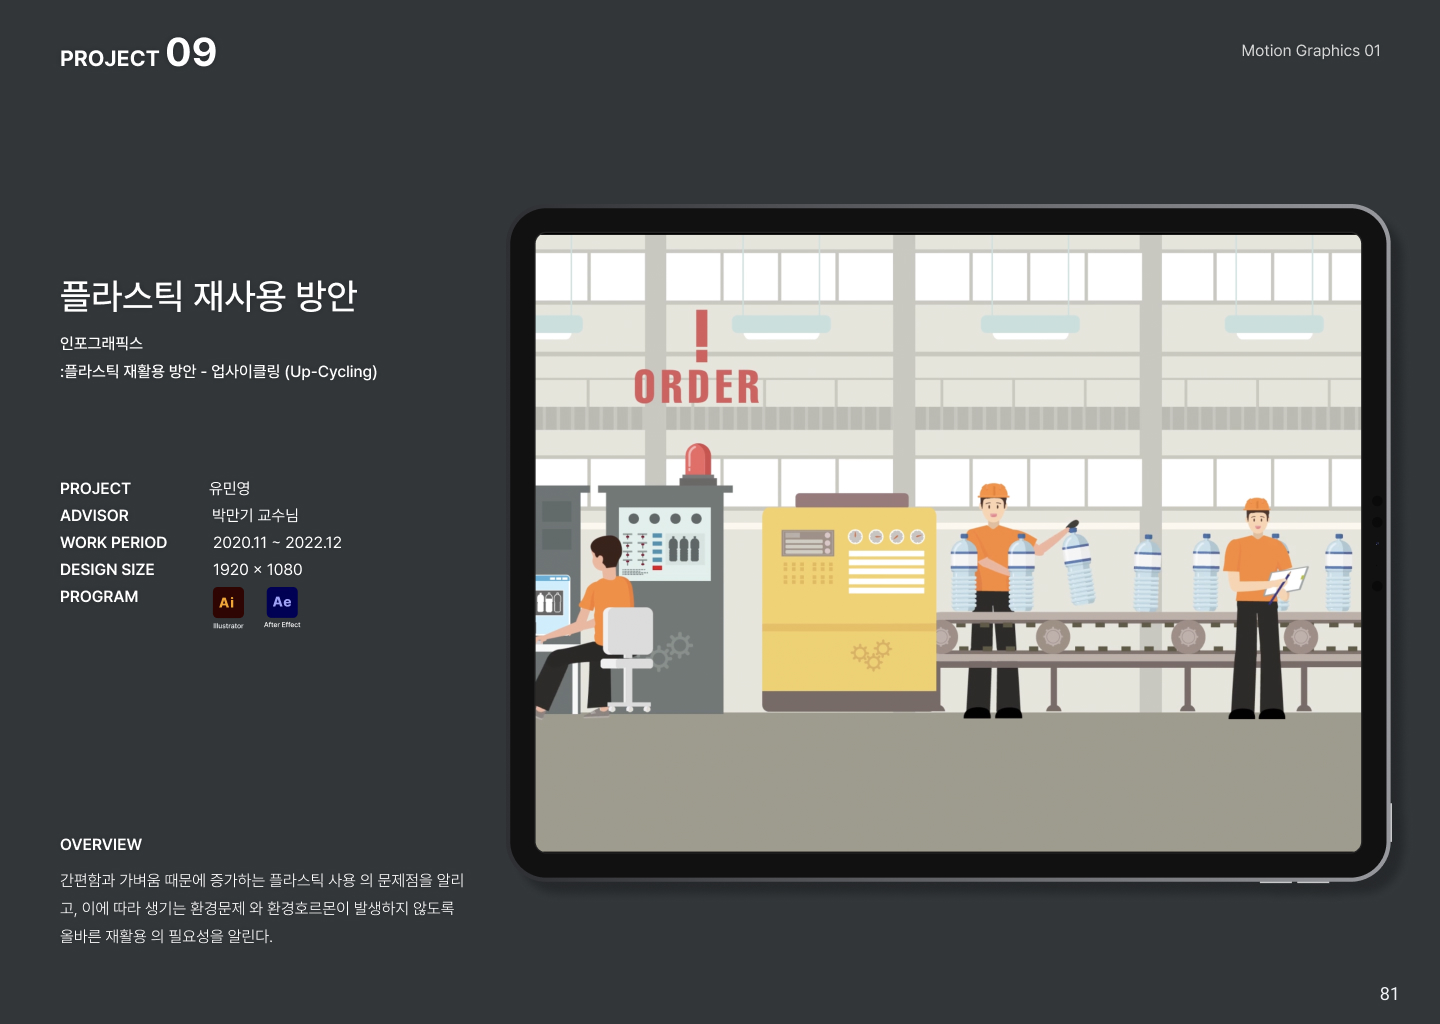 PROJECT 09
Motion Graphics 01
플라스틱 재사용 방안
인포그래픽스
:플라스틱 재활용 방안 - 업사이클링 (Up-Cycling)
PROJECT 유민영
ADVISOR 박만기 교수님
WORK PERIOD 2020.11 ~ 2022.12
DESIGN SIZE 1920 × 1080
PROGRAM
Ai Ae
Illustrator After Effect
!
ORDER
OVERVIEW
간편함과 가벼움 때문에 증가하는 플라스틱 사용 의 문제점을 알리
고, 이에 따라 생기는 환경문제 와 환경호르몬이 발생하지 않도록
올바른 재활용 의 필요성을 알린다.
81